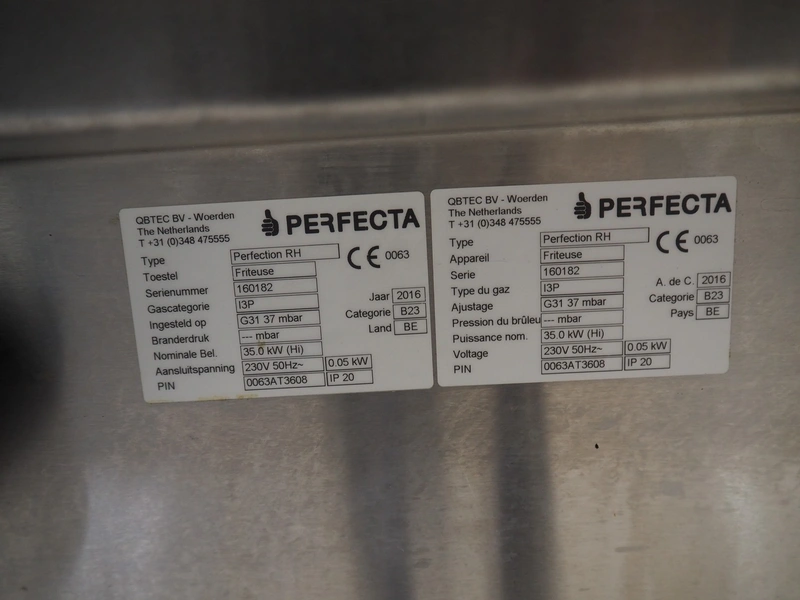 QBTEC BV - Woerden
The Netherlands
T +31 (0)348 475555
PERFECTA
CE 0063
Type Perfection RH
Toestel Friteuse
Serienummer 160182
Gascategorie I3P
Ingesteld op G31 37 mbar
Branderdruk --- mbar
Nominale Bel. 35.0 kW (Hi)
Aansluitspanning 230V 50Hz~ 0.05 kW
PIN 0063AT3608 IP 20
Jaar 2016
Categorie B23
Land BE
QBTEC BV - Woerden
The Netherlands
T +31 (0)348 475555
PERFECTA
CE 0063
Type Perfection RH
Appareil Friteuse
Serie 160182
Type du gaz I3P
Ajustage G31 37 mbar
Pression du brûleu --- mbar
Puissance nom. 35.0 kW (Hi)
Voltage 230V 50Hz~ 0.05 kW
PIN 0063AT3608 IP 20
A. de C. 2016
Categorie B23
Pays BE